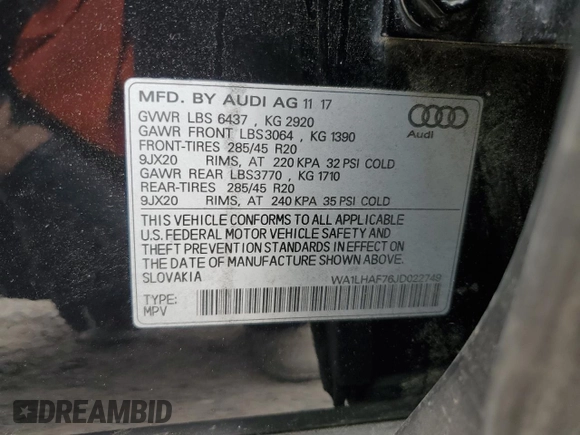 MFD. BY AUDI AG 11 17
GVWR LBS 6437 , KG 2920
GAWR FRONT LBS3064 , KG 1390
FRONT-TIRES 285/45 R20
9JX20 RIMS, AT 220 KPA 32 PSI COLD
GAWR REAR LBS3770 , KG 1710
REAR-TIRES 285/45 R20
9JX20 RIMS, AT 240 KPA 35 PSI COLD
Audi
THIS VEHICLE CONFORMS TO ALL APPLICABLE
U.S. FEDERAL MOTOR VEHICLE SAFETY AND
THEFT PREVENTION STANDARDS IN EFFECT ON
THE DATE OF MANUFACTURE SHOWN ABOVE.
SLOVAKIA WA1LHAF76JD022749
TYPE:
MPV
DREAMBID